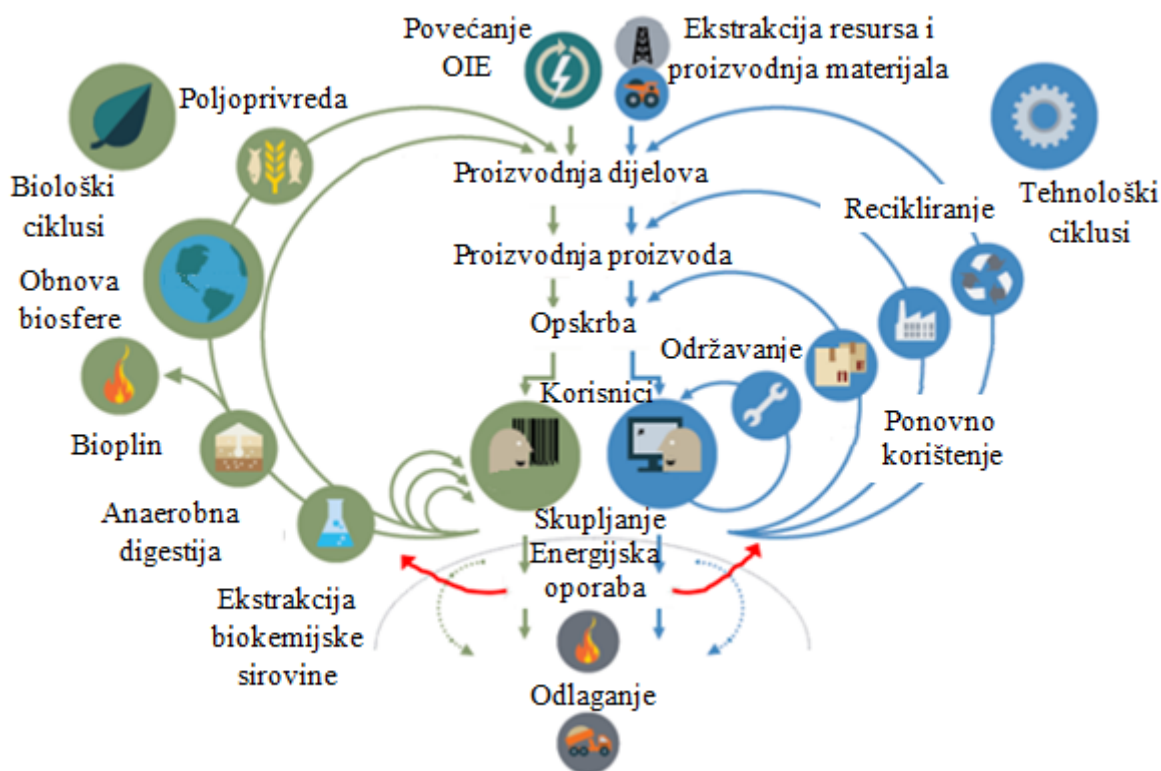 Povećanje
OIE
Ekstrakcija resursa i
proizvodnja materijala
Poljoprivreda
Biološki
ciklusi
Proizvodnja dijelova
Tehnološki
ciklusi
Recikliranje
Proizvodnja proizvoda
Obnova
biosfere
Opskrba
Održavanje
Korisnici
Bioplin
Ponovno
korištenje
Anaerobna
digestija
Skupljanje
Energijska
oporaba
Ekstrakcija
biokemijske
sirovine
Odlaganje